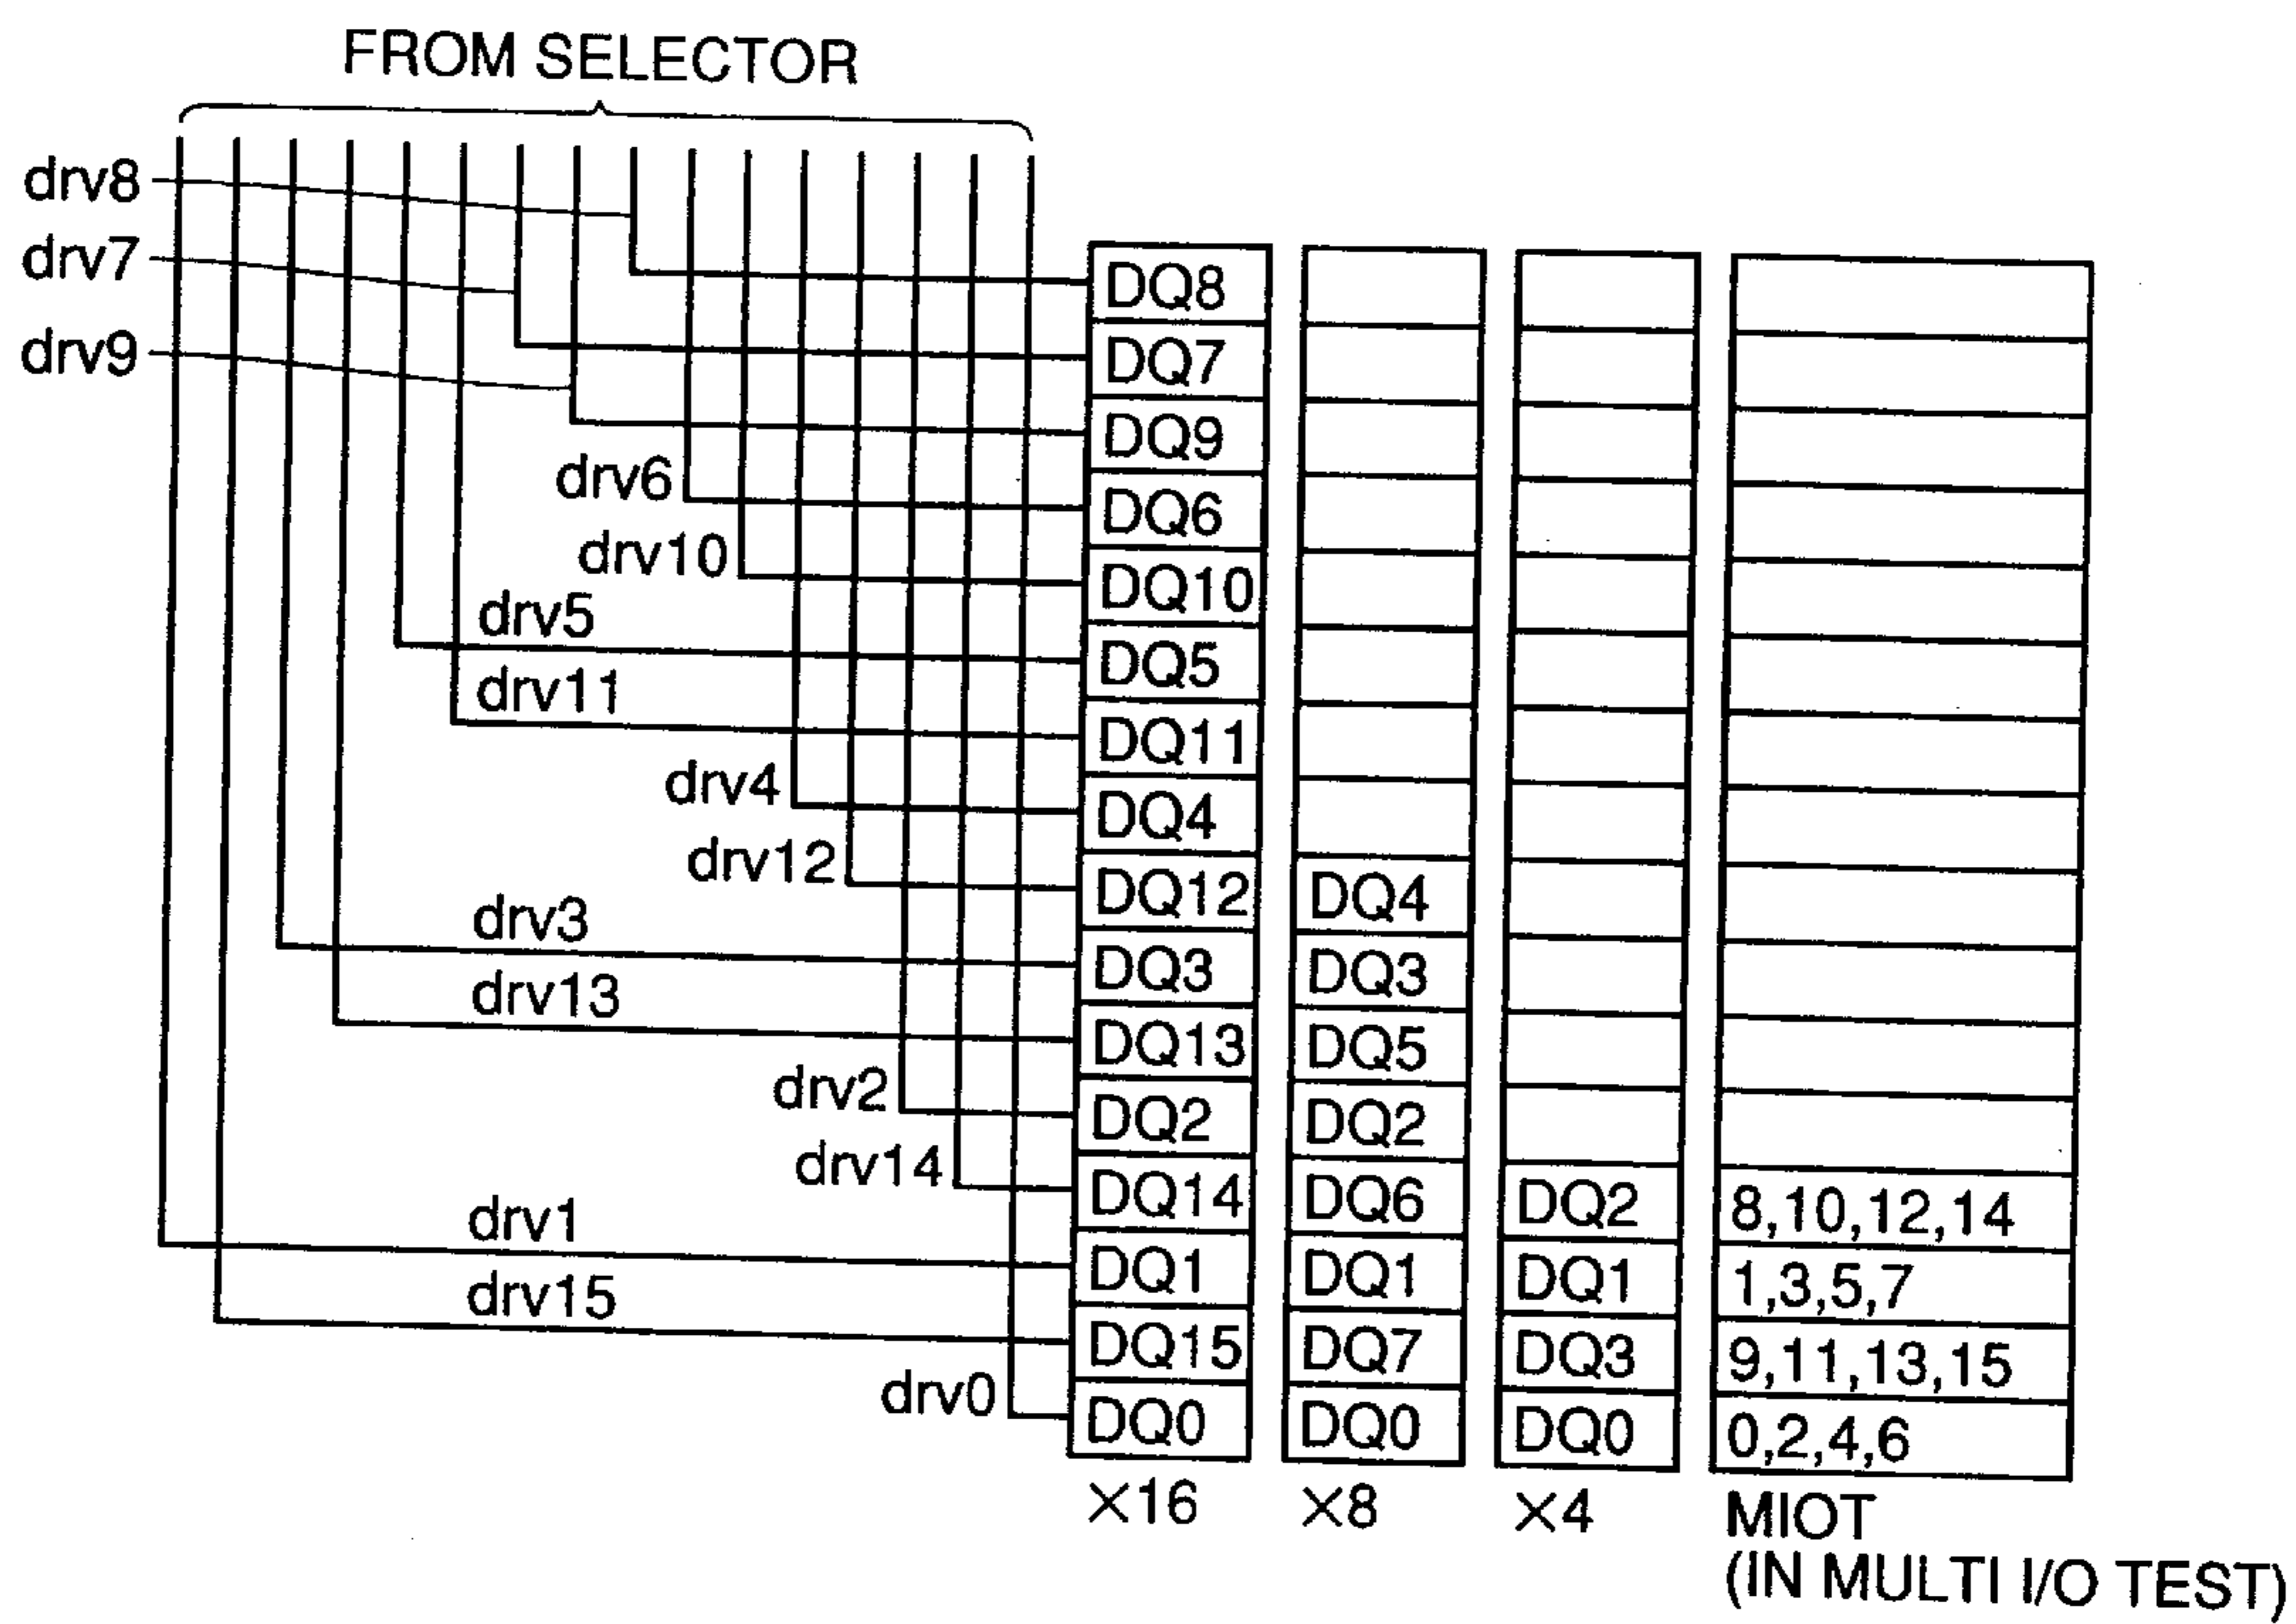 FROM SELECTOR
drv8
drv7
drv9
drv6
drv10
drv5
drv11
drv4
drv12
drv3
drv13
drv2
drv14
drv1
drv15
drv0
DQ8
DQ7
DQ9
DQ6
DQ10
DQ5
DQ11
DQ4
DQ12 DQ4
DQ3 DQ3
DQ13 DQ5
DQ2 DQ2
DQ14 DQ6 DQ2 8,10,12,14
DQ1 DQ1 DQ1 1,3,5,7
DQ15 DQ7 DQ3 9,11,13,15
DQ0 DQ0 DQ0 0,2,4,6
×16 ×8 ×4 MIOT
(IN MULTI I/O TEST)